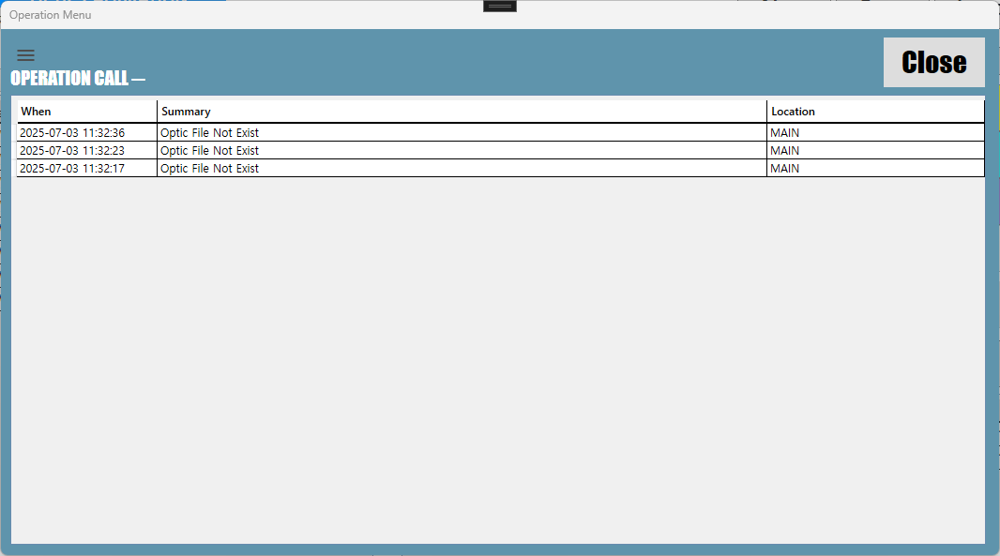 Operation Menu
Close
OPERATION CALL —
When Summary Location
2025-07-03 11:32:36 Optic File Not Exist MAIN
2025-07-03 11:32:23 Optic File Not Exist MAIN
2025-07-03 11:32:17 Optic File Not Exist MAIN